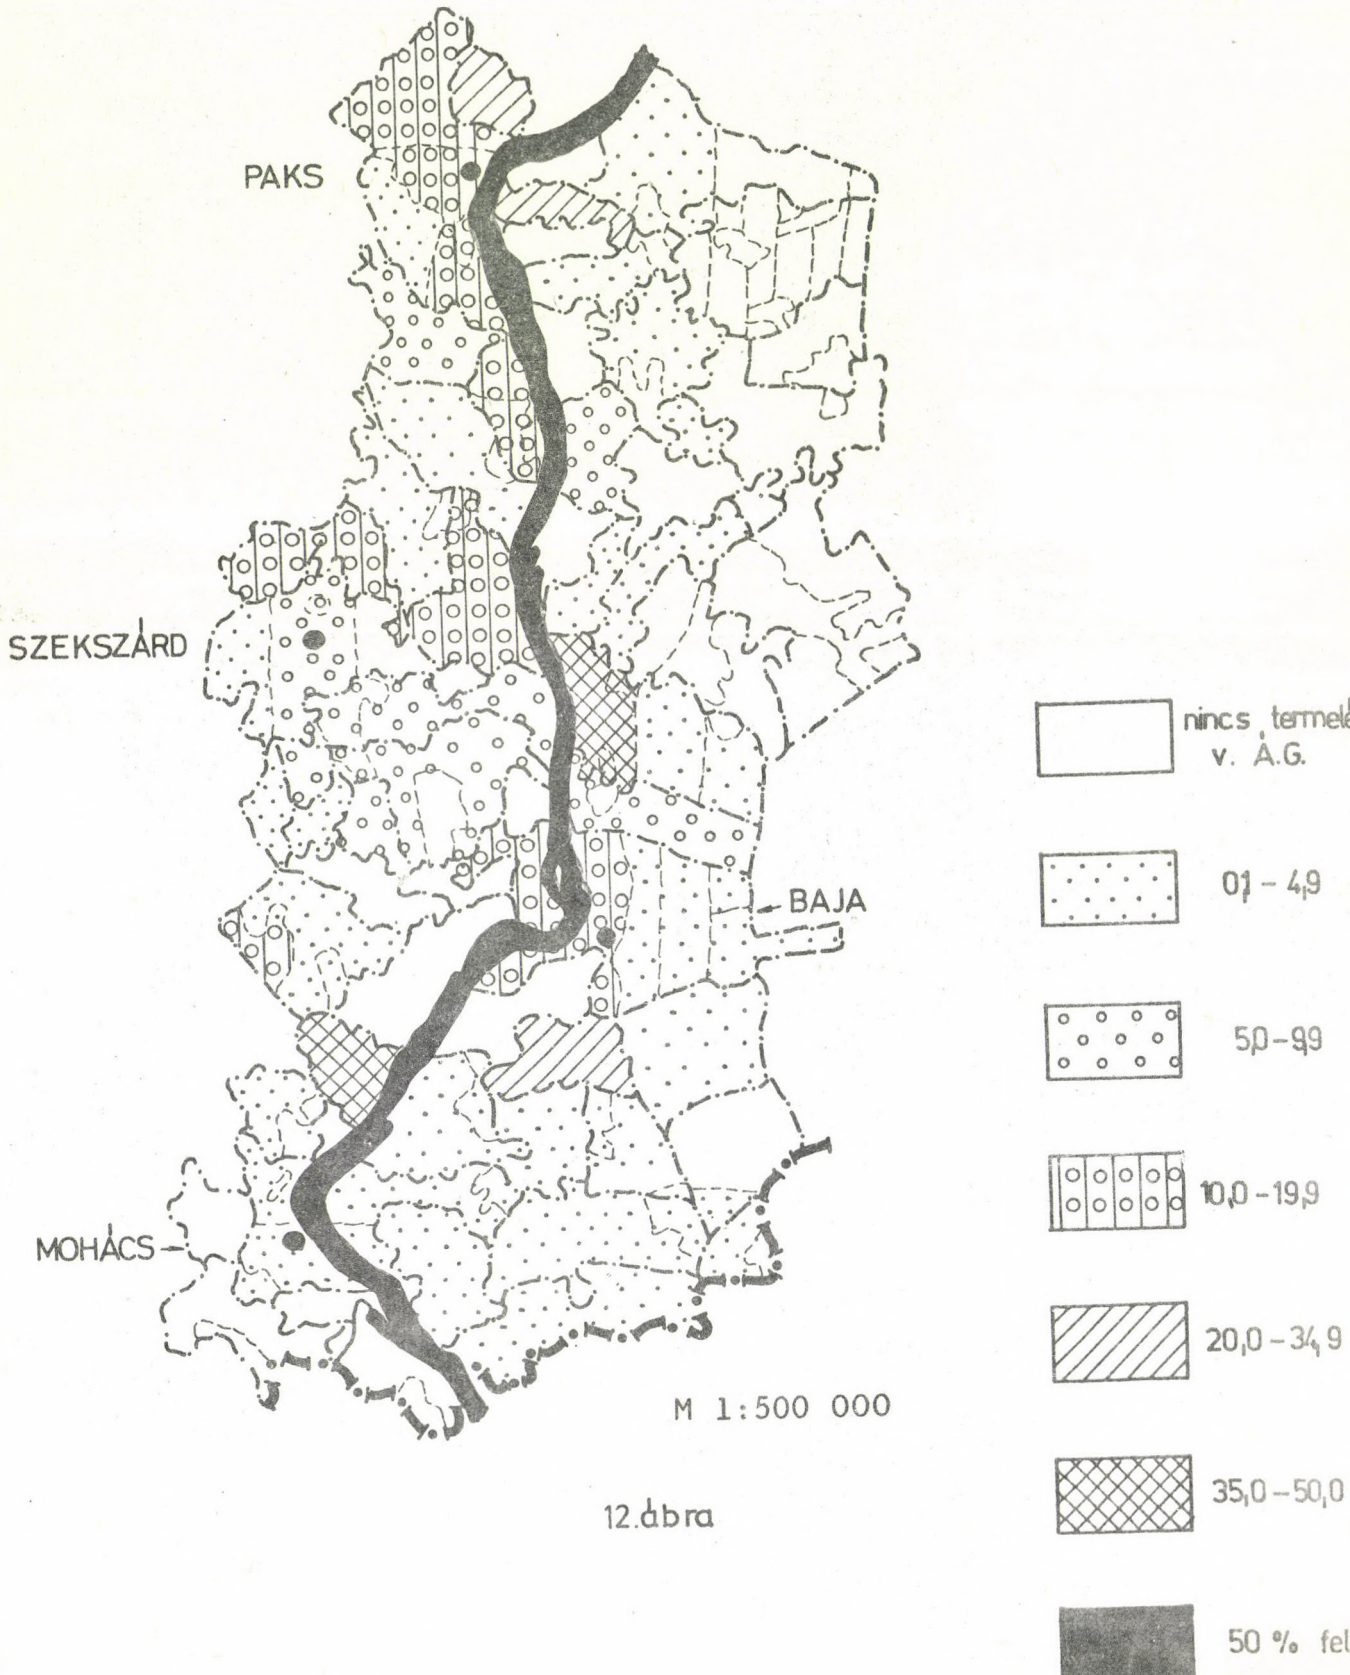 PAKS
SZEKSZÁRD
BAJA
MOHÁCS
M 1:500 000
12.ábra
nincs termelé
v. Á.G.
0,1 – 4,9
5,0 – 9,9
10,0 – 19,9
20,0 – 34,9
35,0 – 50,0
50 % fel